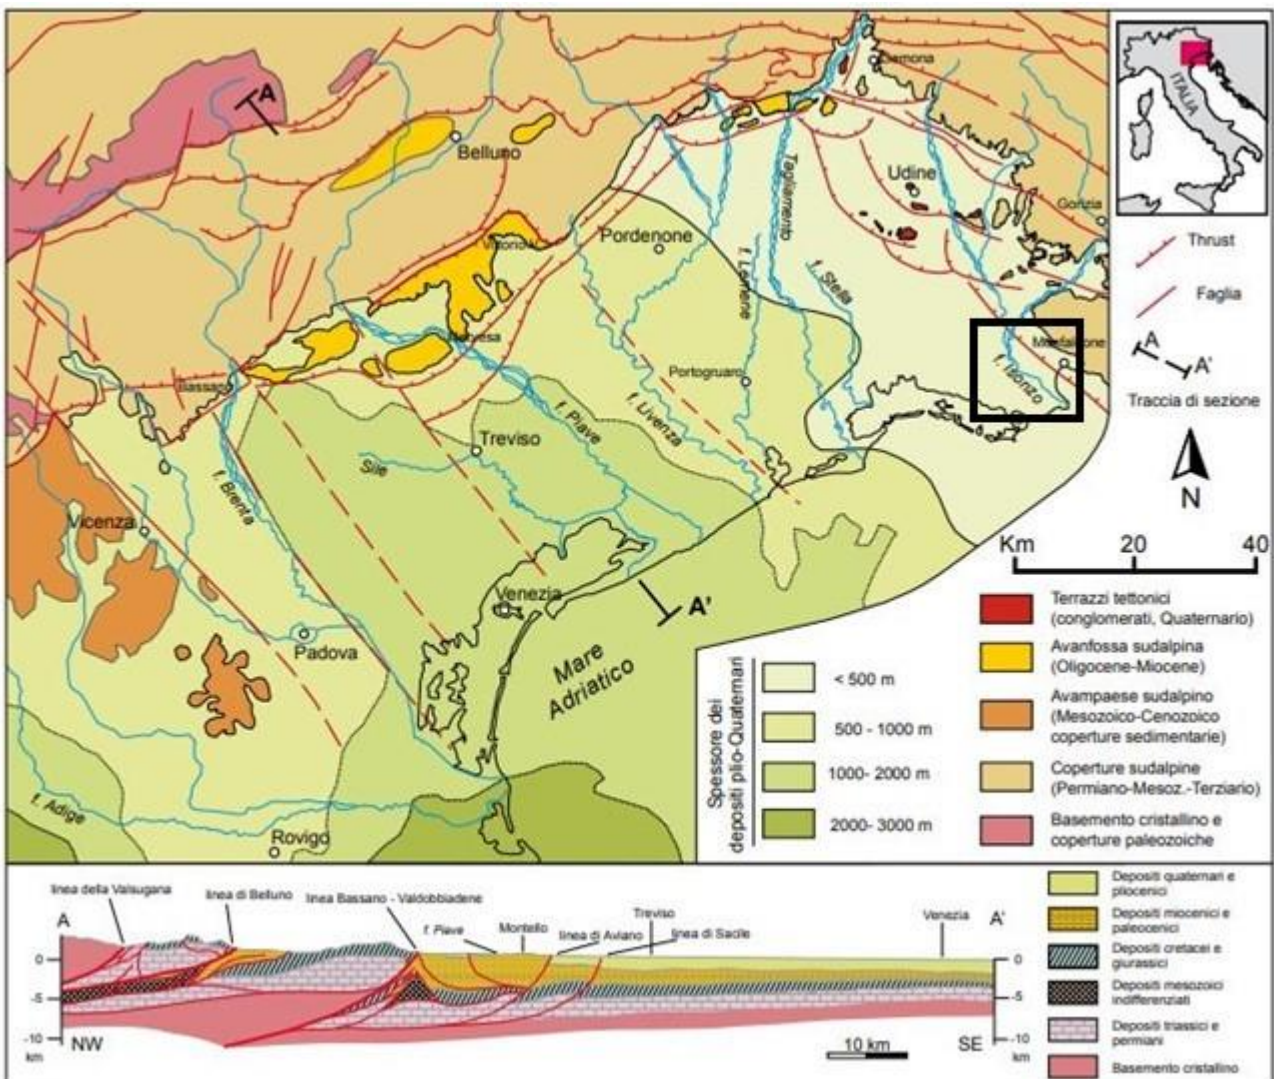 A
Belluno
Vittorio V.
Pordenone
Tagliamento
f. Lemene
f. Stella
Gemona
Udine
Gorizia
ITALIA
Thrust
Faglia
A
A'
Traccia di sezione
N
Km 20 40
Monfalcone
f. Isonzo
Portogruaro
f. Livenza
f. Piave
Nervesa
Bassano
Treviso
Sile
f. Brenta
Vicenza
Padova
Venezia
A'
Mare
Adriatico
f. Adige
Rovigo
Spessore dei
depositi plio-Quaternari
< 500 m
500 - 1000 m
1000- 2000 m
2000- 3000 m
Terrazzi tettonici
(conglomerati, Quaternario)
Avanfossa sudalpina
(Oligocene-Miocene)
Avampaese sudalpino
(Mesozoico-Cenozoico
coperture sedimentarie)
Coperture sudalpine
(Permiano-Mesoz.-Terziario)
Basemento cristallino e
coperture paleozoiche
linea della Valsugana
linea di Belluno
linea Bassano - Valdobbiadene
f. Piave
Montello
linea di Aviano
Treviso
linea di Sacile
Venezia
A
A'
0
-5
-10
km
NW
0
-5
-10
km
SE
10 km
Depositi quaternari e
pliocenici
Depositi miocenici e
paleocenici
Depositi cretacei e
giurassici
Depositi mesozoici
indifferenziati
Depositi triassici e
permiani
Basemento cristallino